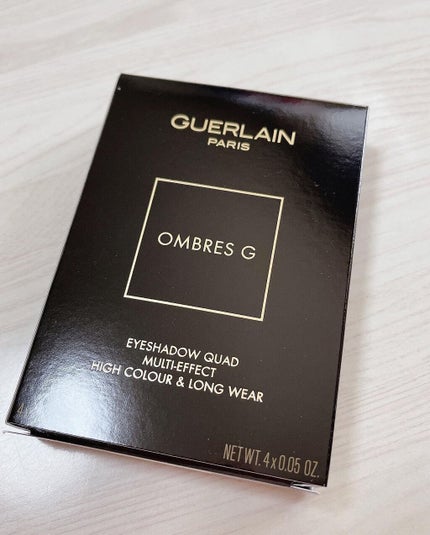 GUERLAIN
PARIS
OMBRES G
EYESHADOW QUAD
MULTI-EFFECT
HIGH COLOUR & LONG WEAR
NET WT. 4 x 0.05 OZ.